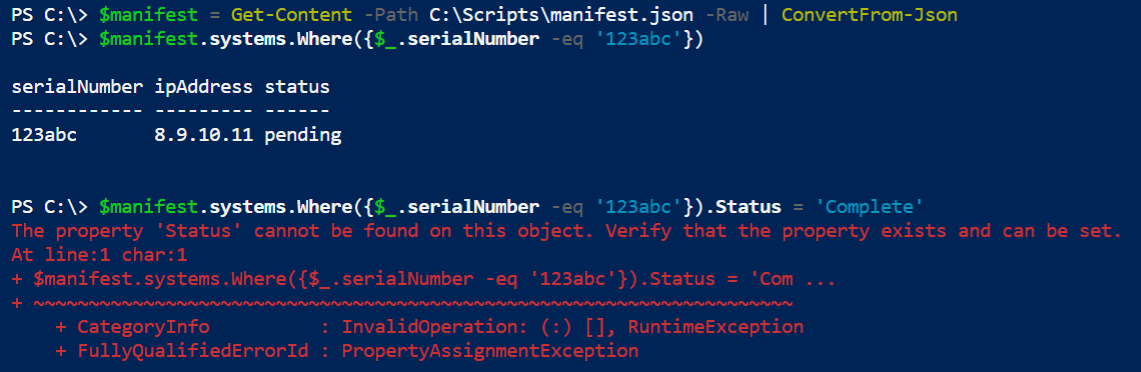 PS C:\> $manifest = Get-Content -Path C:\Scripts\manifest.json -Raw | ConvertFrom-Json
PS C:\> $manifest.systems.Where({$_.serialNumber -eq '123abc'})
serialNumber ipAddress status
------------ --------- ------
123abc       8.9.10.11 pending
PS C:\> $manifest.systems.Where({$_.serialNumber -eq '123abc'}).Status = 'Complete'
The property 'Status' cannot be found on this object. Verify that the property exists and can be set.
At line:1 char:1
+ $manifest.systems.Where({$_.serialNumber -eq '123abc'}).Status = 'Com ...
+ ~~~~~~~~~~~~~~~~~~~~~~~~~~~~~~~~~~~~~~~~~~~~~~~~~~~~~~~~~~~~~~~~~~~~~
    + CategoryInfo          : InvalidOperation: (:) [], RuntimeException
    + FullyQualifiedErrorId : PropertyAssignmentException